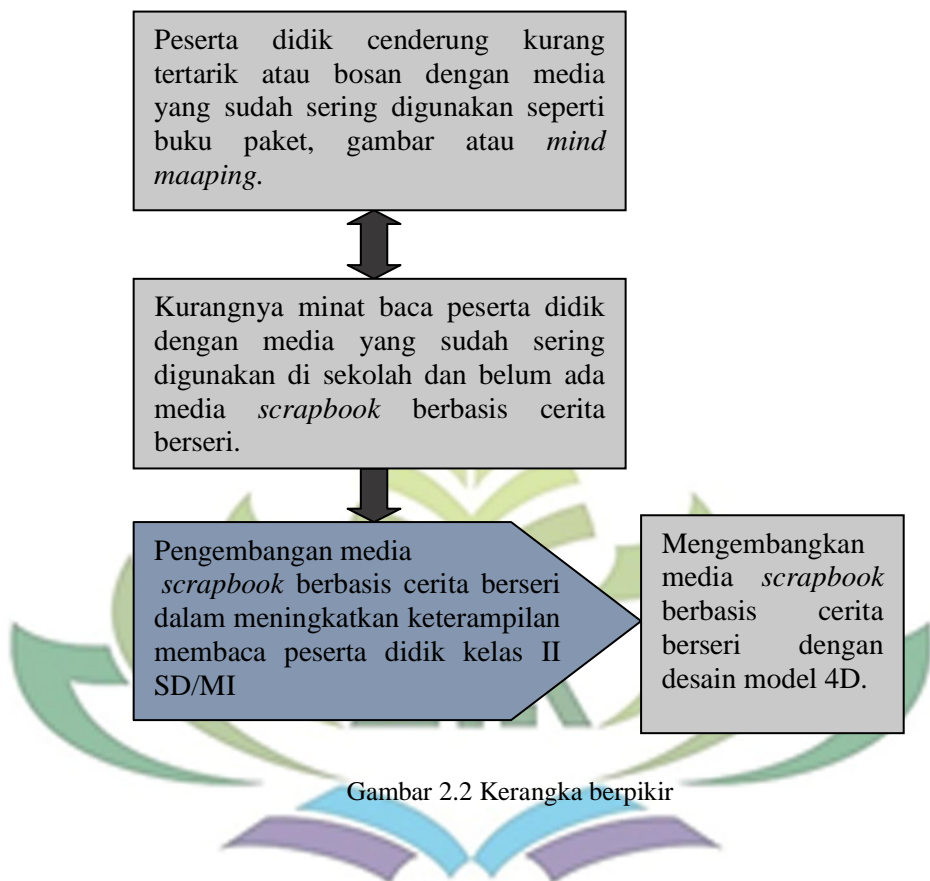 Peserta didik cenderung kurang
tertarik atau bosan dengan media
yang sudah sering digunakan seperti
buku paket, gambar atau mind
maaping.
Kurangnya minat baca peserta didik
dengan media yang sudah sering
digunakan di sekolah dan belum ada
media scrapbook berbasis cerita
berseri.
Pengembangan media
scrapbook berbasis cerita berseri
dalam meningkatkan keterampilan
membaca peserta didik kelas II
SD/MI
Mengembangkan
media scrapbook
berbasis cerita
berseri dengan
desain model 4D.
Gambar 2.2 Kerangka berpikir